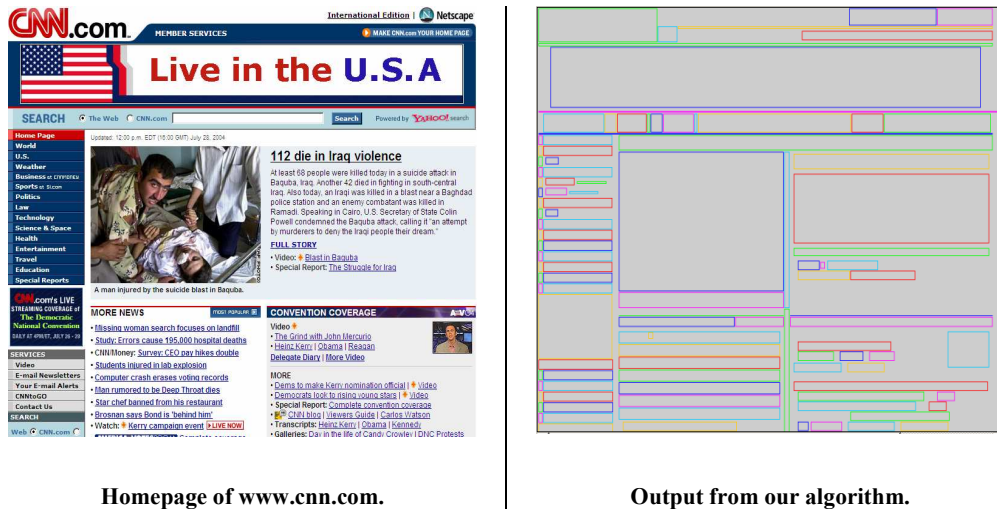 CNN.com
International Edition | Netscape
MEMBER SERVICES
MAKE CNN.com YOUR HOME PAGE
Live in the U.S.A
SEARCH The Web CNN.com Search Powered by YAHOO! search
Home Page
World
U.S.
Weather
Business at CNNMONEY
Sports at SI.com
Politics
Law
Technology
Science & Space
Health
Entertainment
Travel
Education
Special Reports
CNN.com's LIVE
STREAMING COVERAGE of
The Democratic
National Convention
DAILY AT 4PM ET, JULY 26 - 29
SERVICES
Video
E-mail Newsletters
Your E-mail Alerts
CNNtoGO
Contact Us
SEARCH
Web CNN.com
Updated: 12:00 p.m. EDT (16:00 GMT) July 28, 2004
A man injured by the suicide blast in Baquba.
112 die in Iraq violence
At least 68 people were killed today in a suicide attack in
Baquba, Iraq. Another 42 died in fighting in south-central
Iraq. Also today, an Iraqi was killed in a blast near a Baghdad
police station and an enemy combatant was killed in
Ramadi. Speaking in Cairo, U.S. Secretary of State Colin
Powell condemned the Baquba attack, calling it "an attempt
by murderers to deny the Iraqi people their dream."
FULL STORY
• Video: Blast in Baquba
• Special Report: The Struggle for Iraq
MORE NEWS MOST POPULAR
• Missing woman search focuses on landfill
• Study: Errors cause 195,000 hospital deaths
• CNN/Money: Survey: CEO pay hikes double
• Students injured in lab explosion
• Computer crash erases voting records
• Man rumored to be Deep Throat dies
• Star chef banned from his restaurant
• Brosnan says Bond is 'behind him'
• Watch: Kerry campaign event LIVE NOW
CONVENTION COVERAGE
Video
• The Grind with John Mercurio
• Heinz Kerry | Obama | Reagan
Delegate Diary | More Video
MORE
• Dems to make Kerry nomination official | Video
• Democrats look to rising young stars | Video
• Special Report: Complete convention coverage
• CNN blog | Viewers Guide | Carlos Watson
• Transcripts: Heinz Kerry | Obama | Kennedy
• Galleries: Day in the life of Candy Crowley | DNC Protests
Homepage of www.cnn.com.
Output from our algorithm.